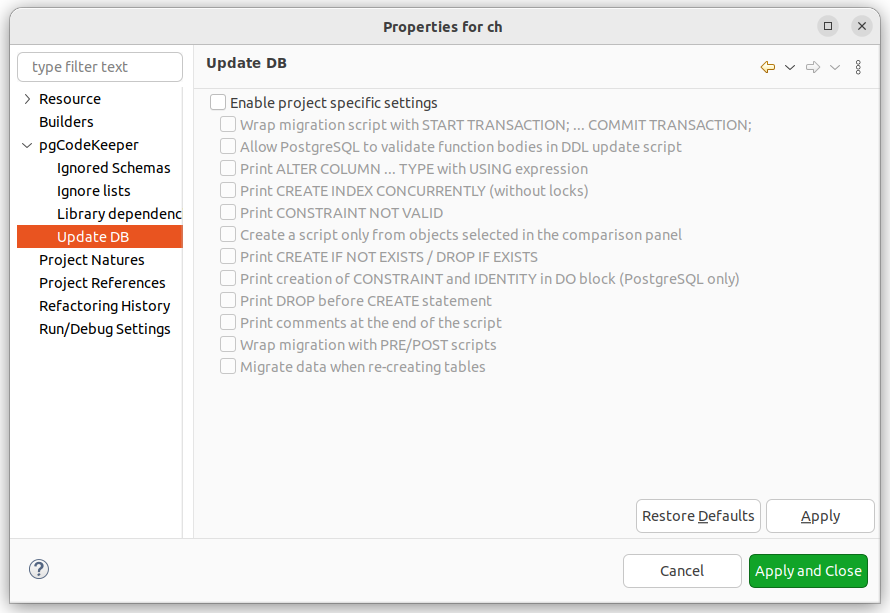 Properties for ch
type filter text
Resource
Builders
pgCodeKeeper
Ignored Schemas
Ignore lists
Library dependenc
Update DB
Project Natures
Project References
Refactoring History
Run/Debug Settings
Update DB
Enable project specific settings
Wrap migration script with START TRANSACTION; ... COMMIT TRANSACTION;
Allow PostgreSQL to validate function bodies in DDL update script
Print ALTER COLUMN ... TYPE with USING expression
Print CREATE INDEX CONCURRENTLY (without locks)
Print CONSTRAINT NOT VALID
Create a script only from objects selected in the comparison panel
Print CREATE IF NOT EXISTS / DROP IF EXISTS
Print creation of CONSTRAINT and IDENTITY in DO block (PostgreSQL only)
Print DROP before CREATE statement
Print comments at the end of the script
Wrap migration with PRE/POST scripts
Migrate data when re-creating tables
Restore Defaults
Apply
?
Cancel
Apply and Close